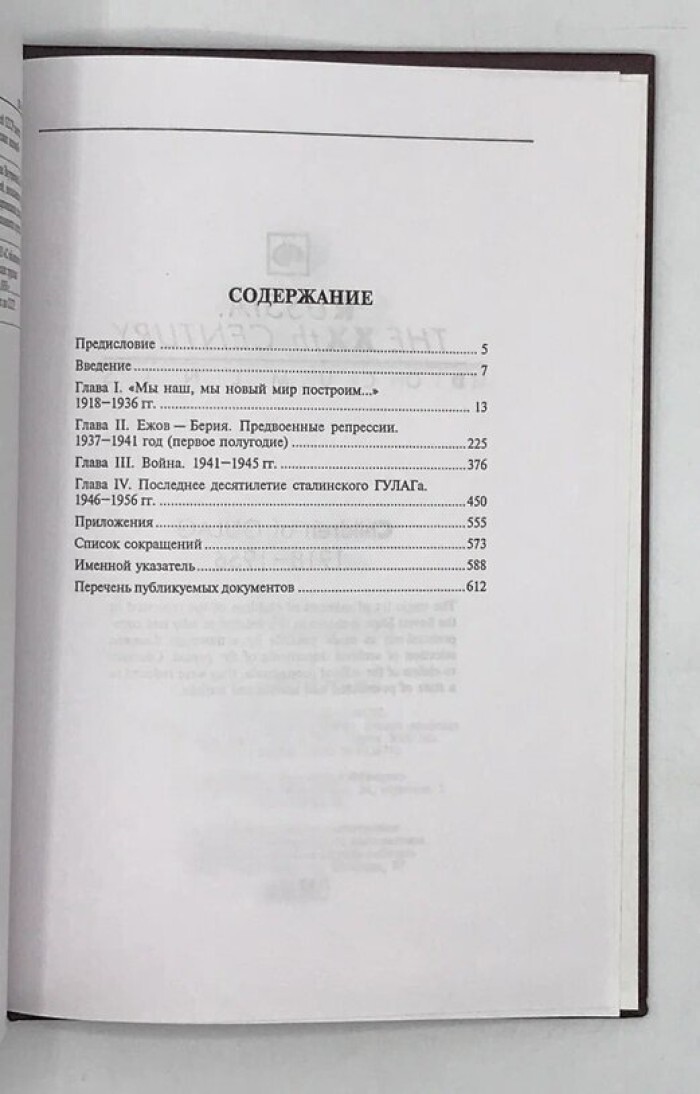 СОДЕРЖАНИЕ
Предисловие ........ 5
Введение ........ 7
Глава I. «Мы наш, мы новый мир построим...»
1918—1936 гг. ........ 13
Глава II. Ежов — Берия. Предвоенные репрессии.
1937—1941 год (первое полугодие) ........ 225
Глава III. Война. 1941—1945 гг. ........ 376
Глава IV. Последнее десятилетие сталинского ГУЛАГа.
1946—1956 гг. ........ 450
Приложения ........ 555
Список сокращений ........ 573
Именной указатель ........ 588
Перечень публикуемых документов ........ 612